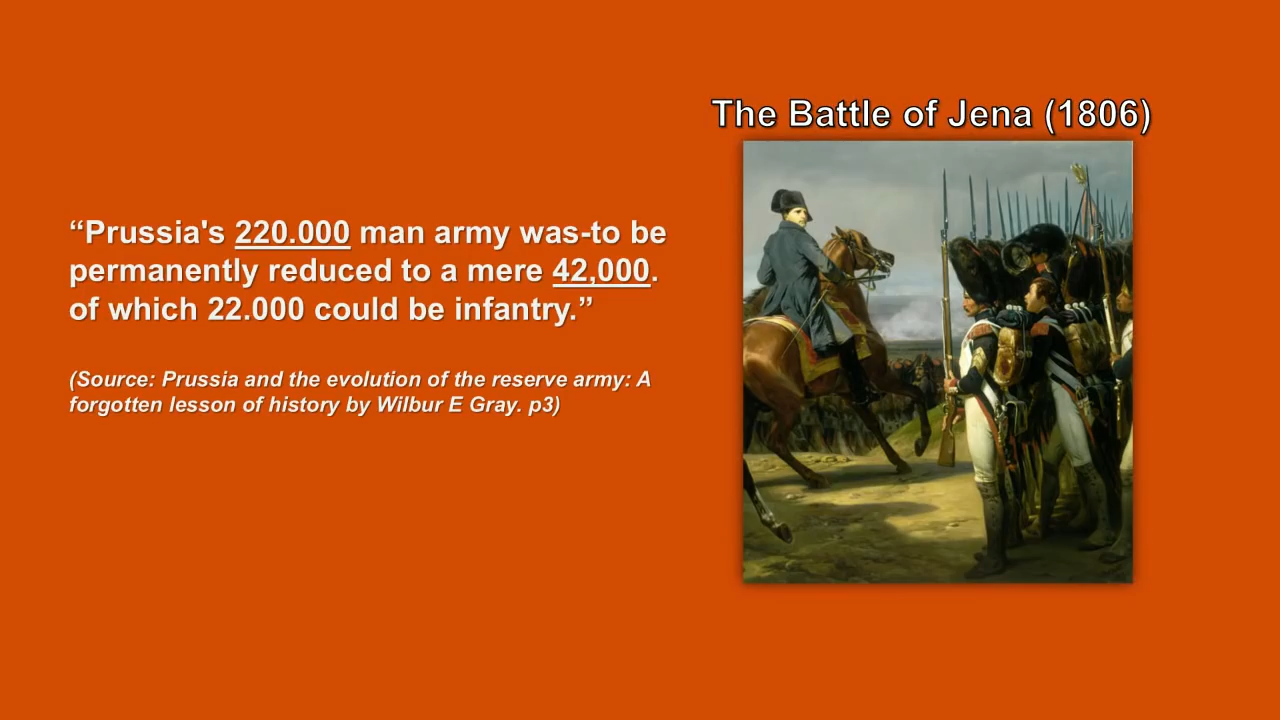 The Battle of Jena (1806)
“Prussia's 220.000 man army was-to be
permanently reduced to a mere 42,000.
of which 22.000 could be infantry.”
(Source: Prussia and the evolution of the reserve army: A
forgotten lesson of history by Wilbur E Gray. p3)